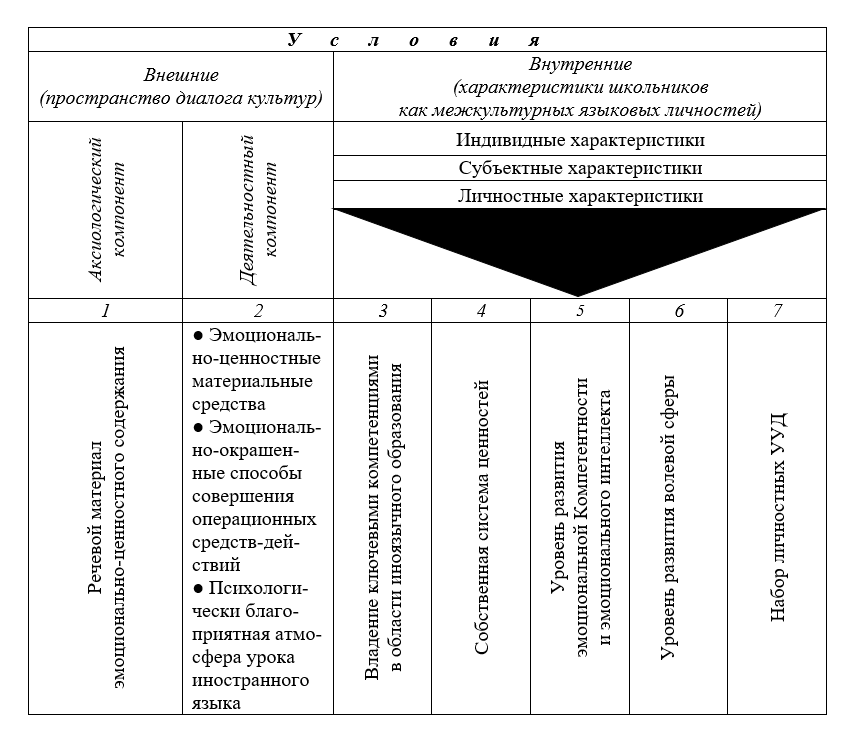 У с л о в и я
Внешние
(пространство диалога культур)
Внутренние
(характеристики школьников
как межкультурных языковых личностей)
Аксиологический
компонент
Деятельностный
компонент
Индивидные характеристики
Субъектные характеристики
Личностные характеристики
1
2
3
4
5
6
7
Речевой материал
эмоционально-ценностного содержания
● Эмоциональ-
но-ценностные
материальные
средства
● Эмоциональ-
но-окрашен-
ные способы
совершения
операционных
средств-дей-
ствий
● Психологи-
чески благо-
приятная атмо-
сфера урока
иностранного
языка
Владение ключевыми компетенциями
в области иноязычного образования
Собственная система ценностей
Уровень развития
эмоциональной Компетентности
и эмоционального интеллекта
Уровень развития волевой сферы
Набор личностных УУД